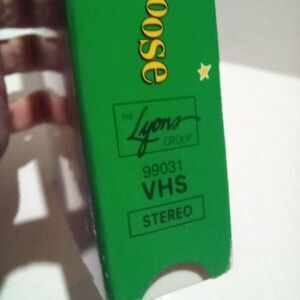 oose
THE
Lyons
GROUP
99031
VHS
STEREO